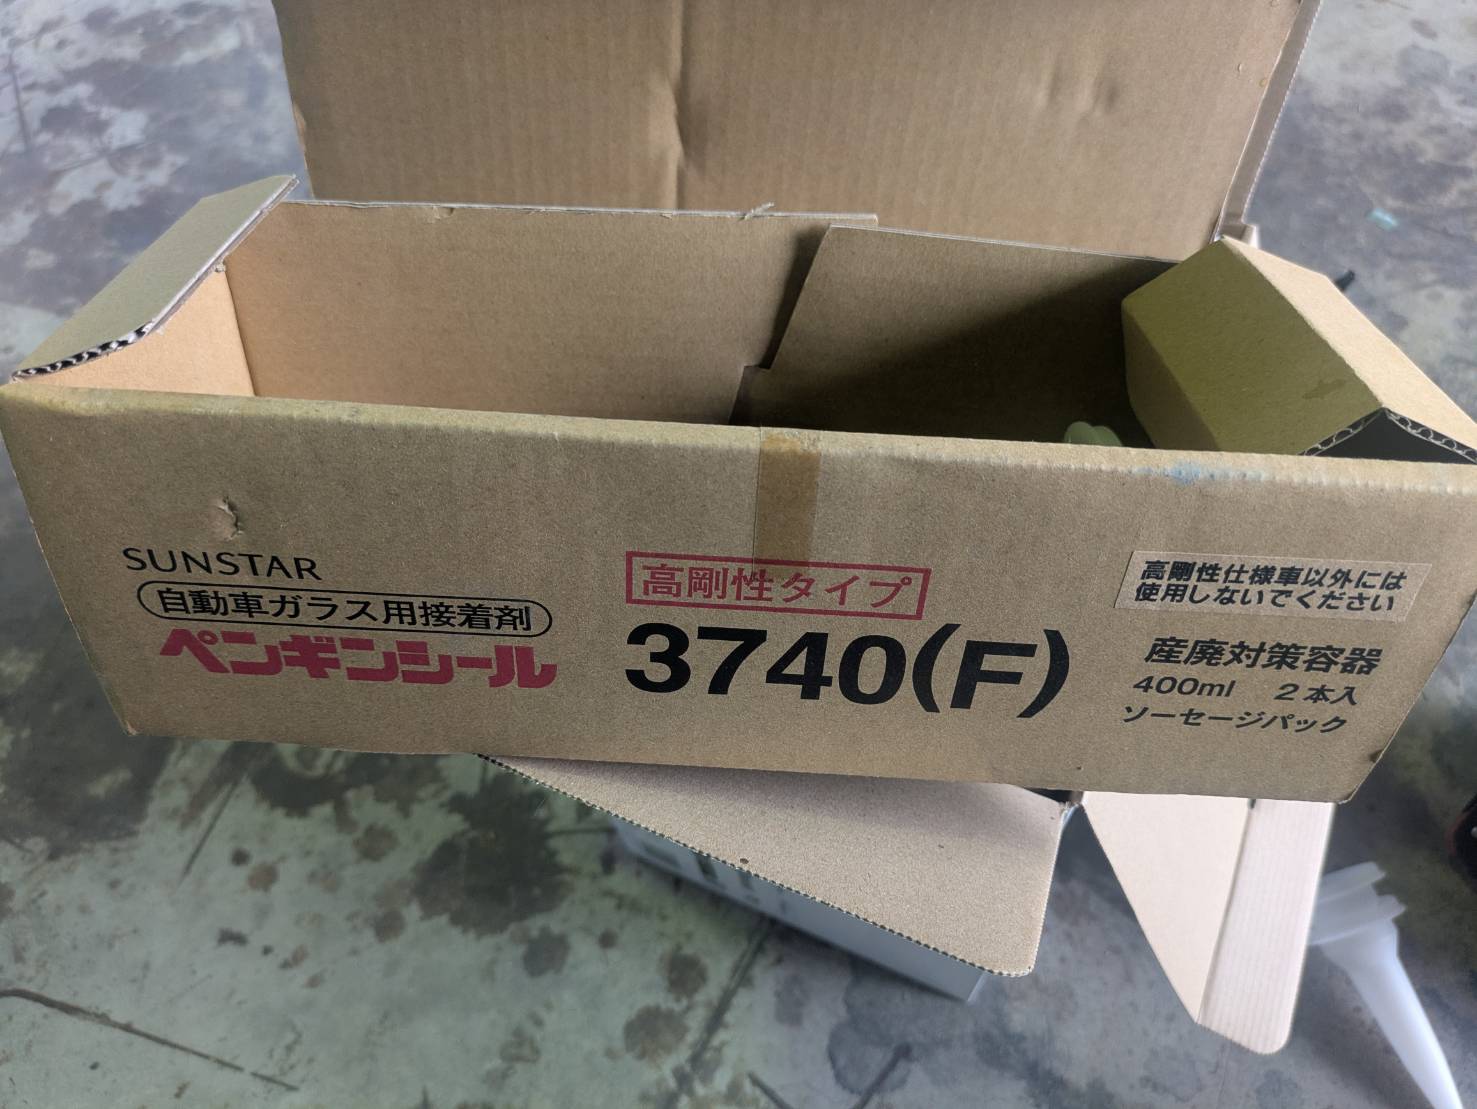 SUNSTAR
自動車ガラス用接着剤
ペンギンシール
高剛性タイプ
3740(F)
高剛性仕様車以外には
使用しないでください
産廃対策容器
400ml 2本入
ソーセージパック